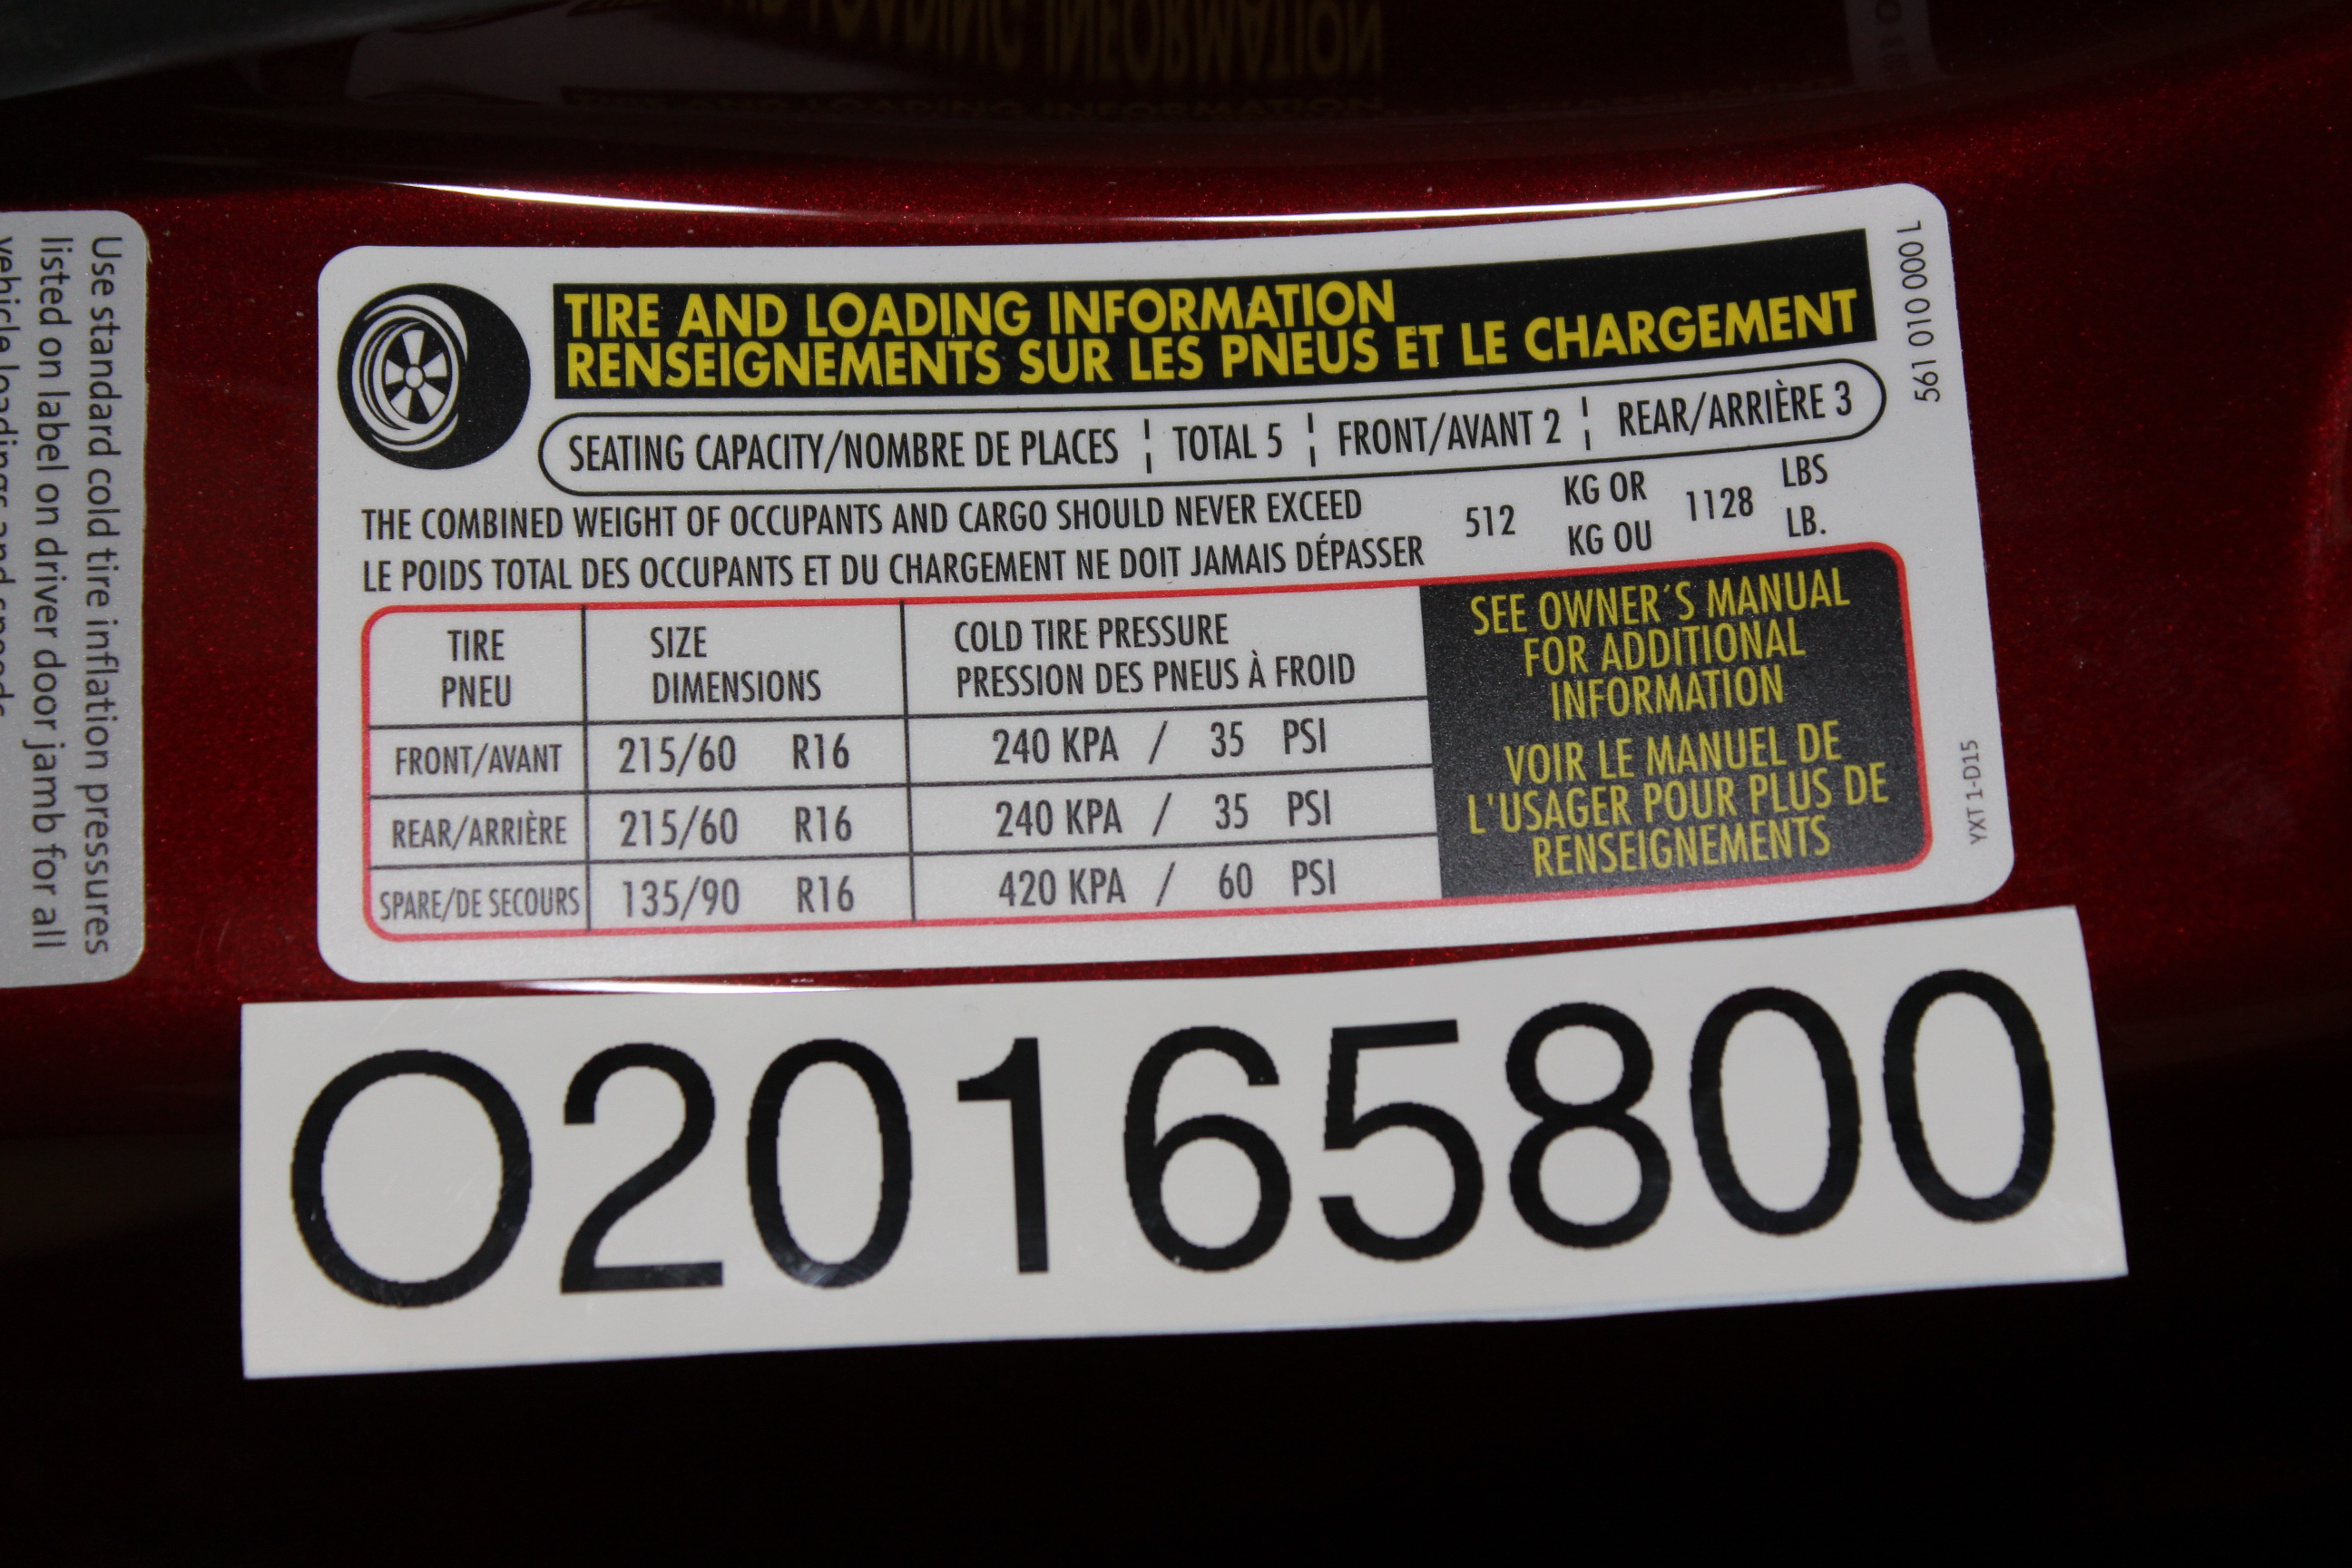 TIRE AND LOADING INFORMATION
RENSEIGNEMENTS SUR LES PNEUS ET LE CHARGEMENT
SEATING CAPACITY/NOMBRE DE PLACES ¦ TOTAL 5 ¦ FRONT/AVANT 2 ¦ REAR/ARRIÈRE 3
THE COMBINED WEIGHT OF OCCUPANTS AND CARGO SHOULD NEVER EXCEED 512 KG OR 1128 LBS
LE POIDS TOTAL DES OCCUPANTS ET DU CHARGEMENT NE DOIT JAMAIS DÉPASSER KG OU LB.
TIRE SIZE COLD TIRE PRESSURE
PNEU DIMENSIONS PRESSION DES PNEUS À FROID
FRONT/AVANT 215/60 R16 240 KPA / 35 PSI
REAR/ARRIÈRE 215/60 R16 240 KPA / 35 PSI
SPARE/DE SECOURS 135/90 R16 420 KPA / 60 PSI
SEE OWNER'S MANUAL
FOR ADDITIONAL
INFORMATION
VOIR LE MANUEL DE
L'USAGER POUR PLUS DE
RENSEIGNEMENTS
561 010 000 L
YXT 1-D15
O20165800
Use standard cold tire inflation pressures
listed on label on driver door jamb for all
vehicle loadings and speeds